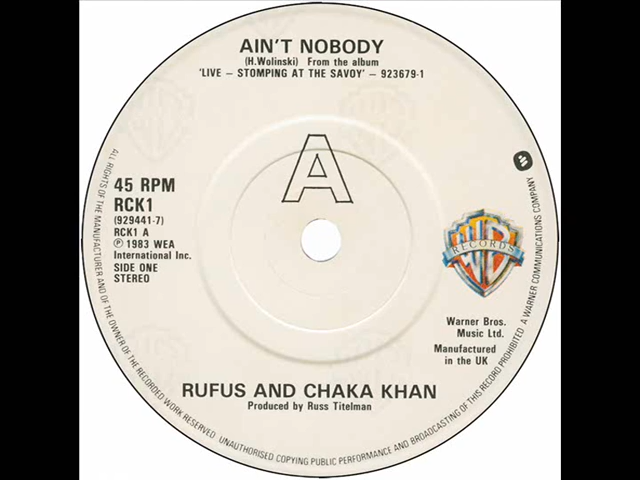 AIN'T NOBODY
(H.Wolinski) From the album
'LIVE – STOMPING AT THE SAVOY' – 923679-1
A
45 RPM
RCK1
(929441-7)
RCK1 A
℗ 1983 WEA
International Inc.
SIDE ONE
STEREO
WB
RECORDS
Warner Bros.
Music Ltd.
Manufactured
in the UK
RUFUS AND CHAKA KHAN
Produced by Russ Titelman
ALL RIGHTS OF THE MANUFACTURER AND OF THE OWNER OF THE RECORDED WORK RESERVED UNAUTHORISED COPYING PUBLIC PERFORMANCE AND BROADCASTING OF THIS RECORD PROHIBITED A WARNER COMMUNICATIONS COMPANY